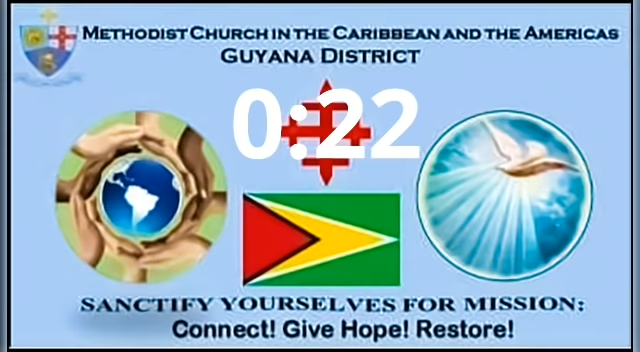 METHODIST CHURCH IN THE CARIBBEAN AND THE AMERICAS
GUYANA DISTRICT
0:22
SANCTIFY YOURSELVES FOR MISSION:
Connect! Give Hope! Restore!